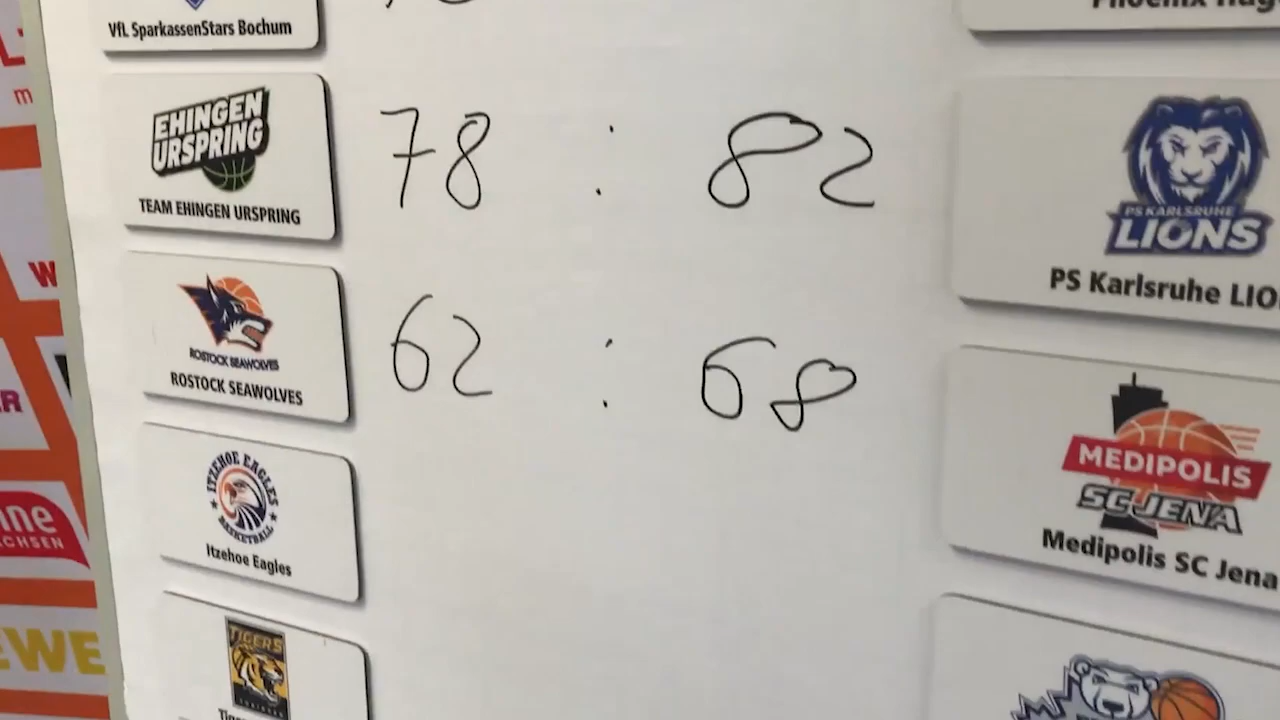 VfL SparkassenStars Bochum
EHINGEN
URSPRING
TEAM EHINGEN URSPRING
78 : 82
PS KARLSRUHE
LIONS
PS Karlsruhe LIO
ROSTOCK SEAWOLVES
ROSTOCK SEAWOLVES
62 : 68
MEDIPOLIS
SC JENA
Medipolis SC Jena
ITZEHOE EAGLES
BASKETBALL
Itzehoe Eagles
TIGERS
EWE